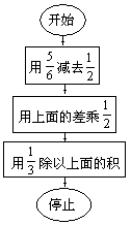 开始
用5/6减去1/2
用上面的差乘1/2
用1/3除以上面的积
停止